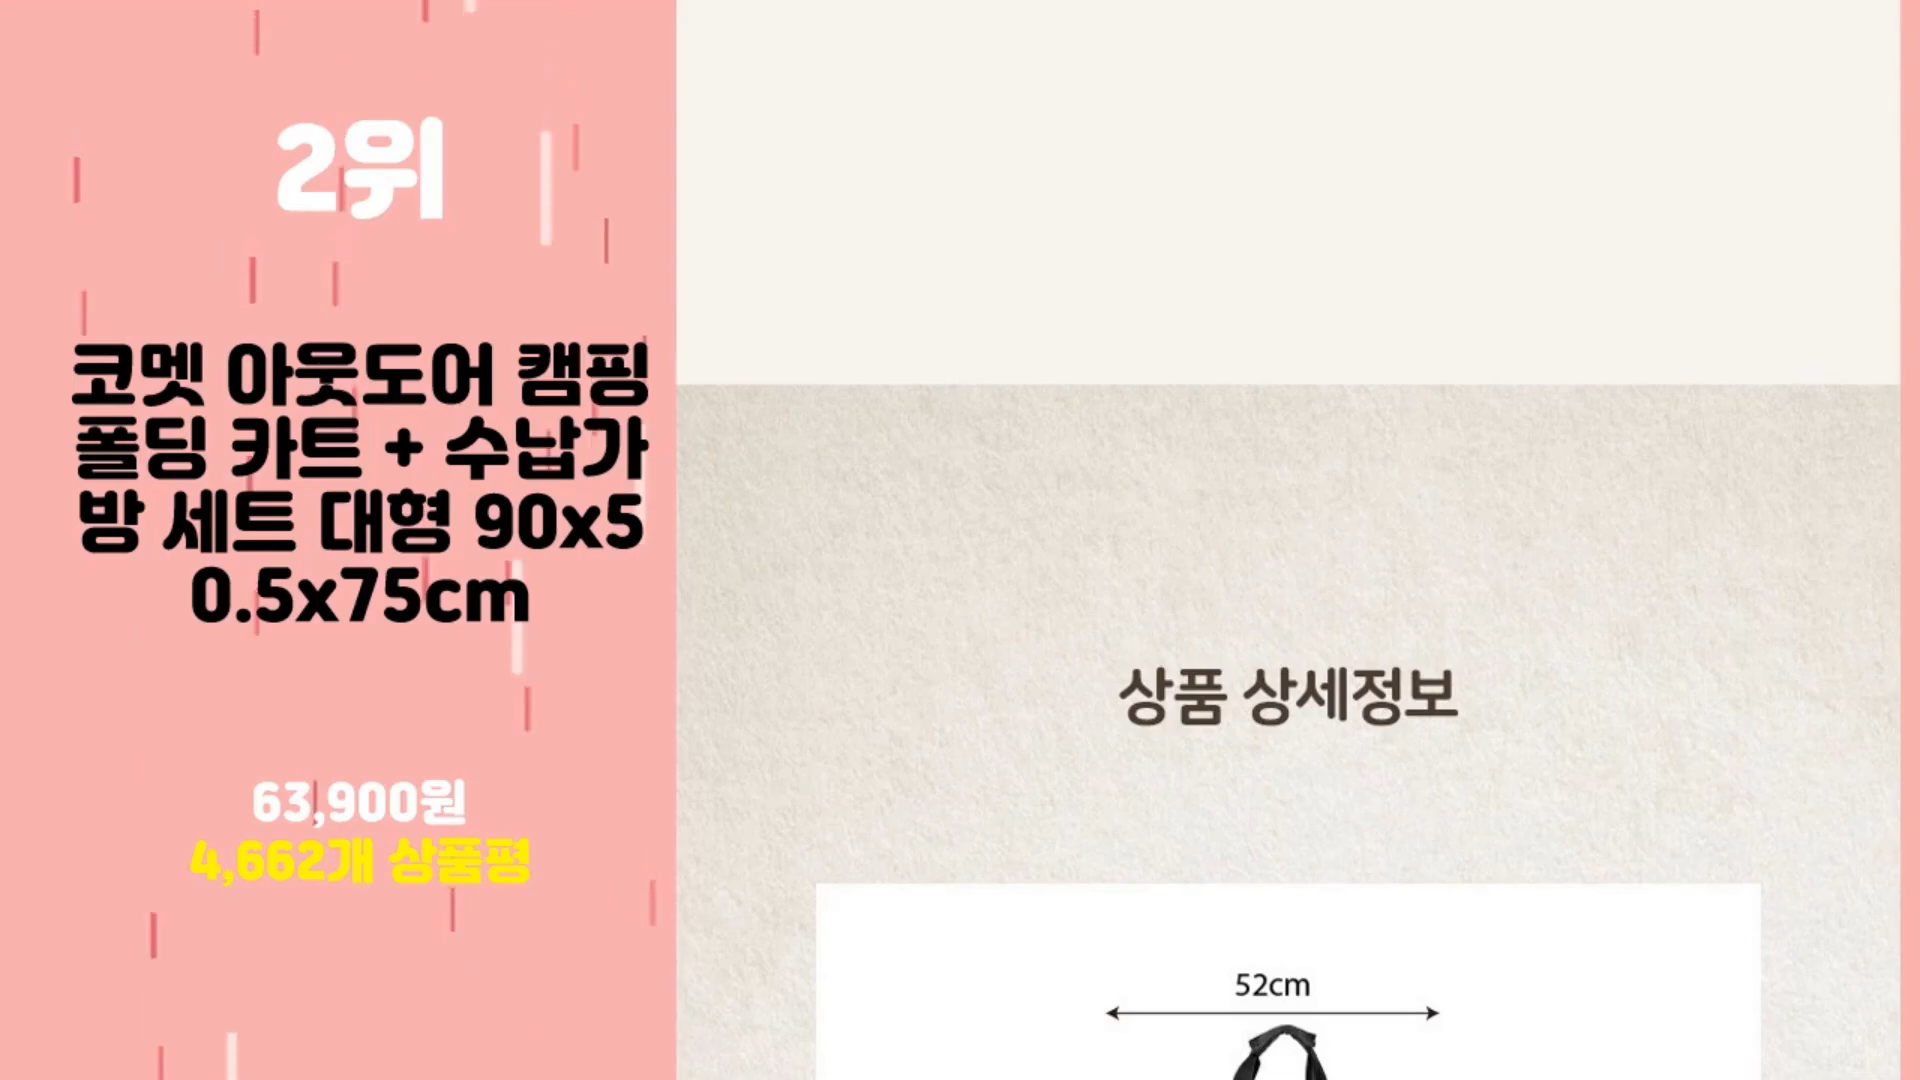 2위
코멧 아웃도어 캠핑
폴딩 카트 + 수납가
방 세트 대형 90x5
0.5x75cm
63,900원
4,662개 상품평
상품 상세정보
52cm